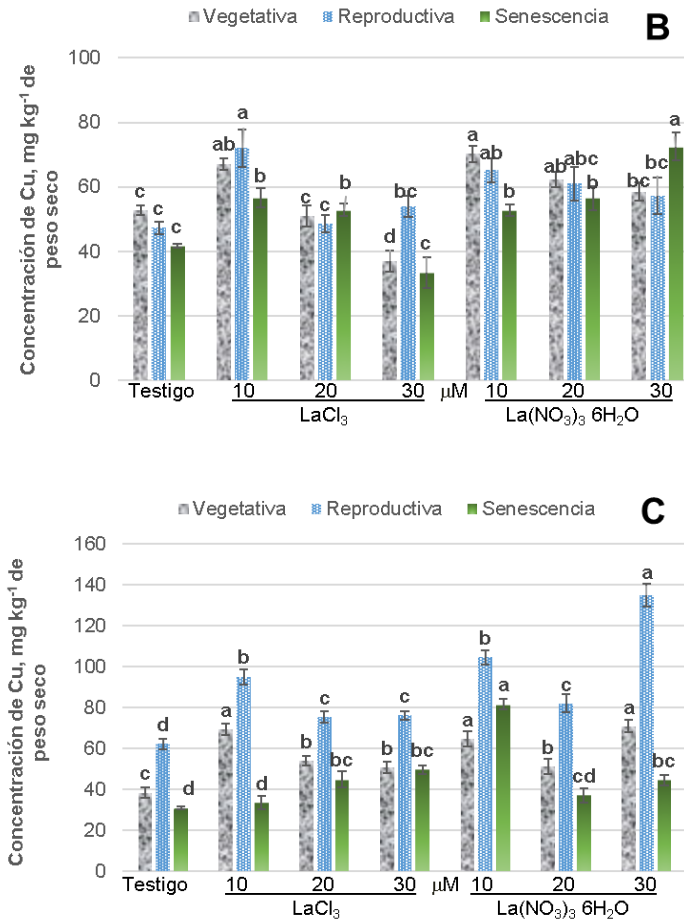 Vegetativa Reproductiva Senescencia
B
Concentración de Cu, mg kg-1 de
peso seco
100
80
60
40
20
0
c c c
ab a b
c c b
d bc c
a ab b
ab abc b
bc bc a
Testigo 10 20 30 μM 10 20 30
LaCl3 La(NO3)3 6H2O
Vegetativa Reproductiva Senescencia
C
Concentración de Cu, mg kg-1 de
peso seco
160
140
120
100
80
60
40
20
0
c d d
a b d
b c bc
b c bc
a b a
b c cd
a a bc
Testigo 10 20 30 μM 10 20 30
LaCl3 La(NO3)3 6H2O